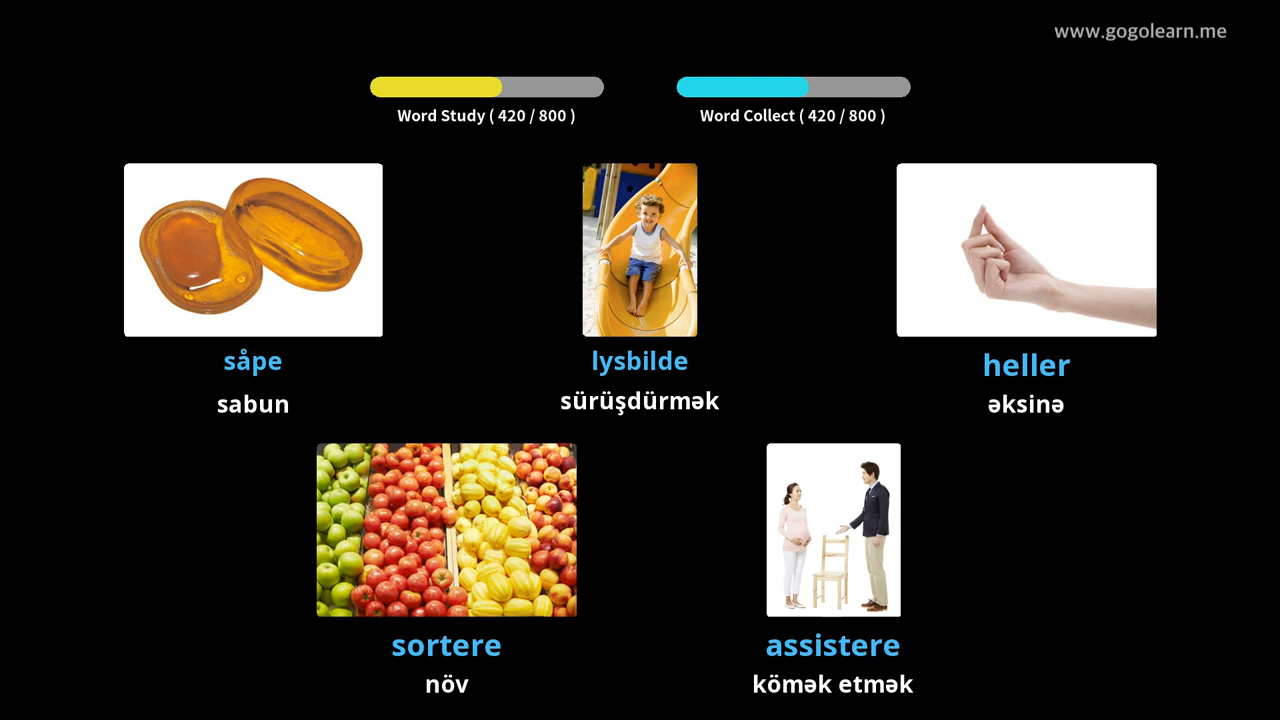 www.gogolearn.me
Word Study ( 420 / 800 )
Word Collect ( 420 / 800 )
såpe
sabun
lysbilde
sürüşdürmək
heller
əksinə
sortere
növ
assistere
kömək etmək